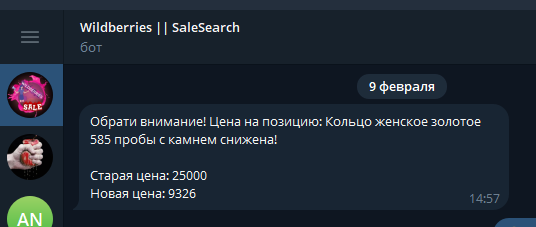 Wildberries || SaleSearch
бот
9 февраля
Обрати внимание! Цена на позицию: Кольцо женское золотое
585 пробы с камнем снижена!
Старая цена: 25000
Новая цена: 9326
14:57
SALE
AN